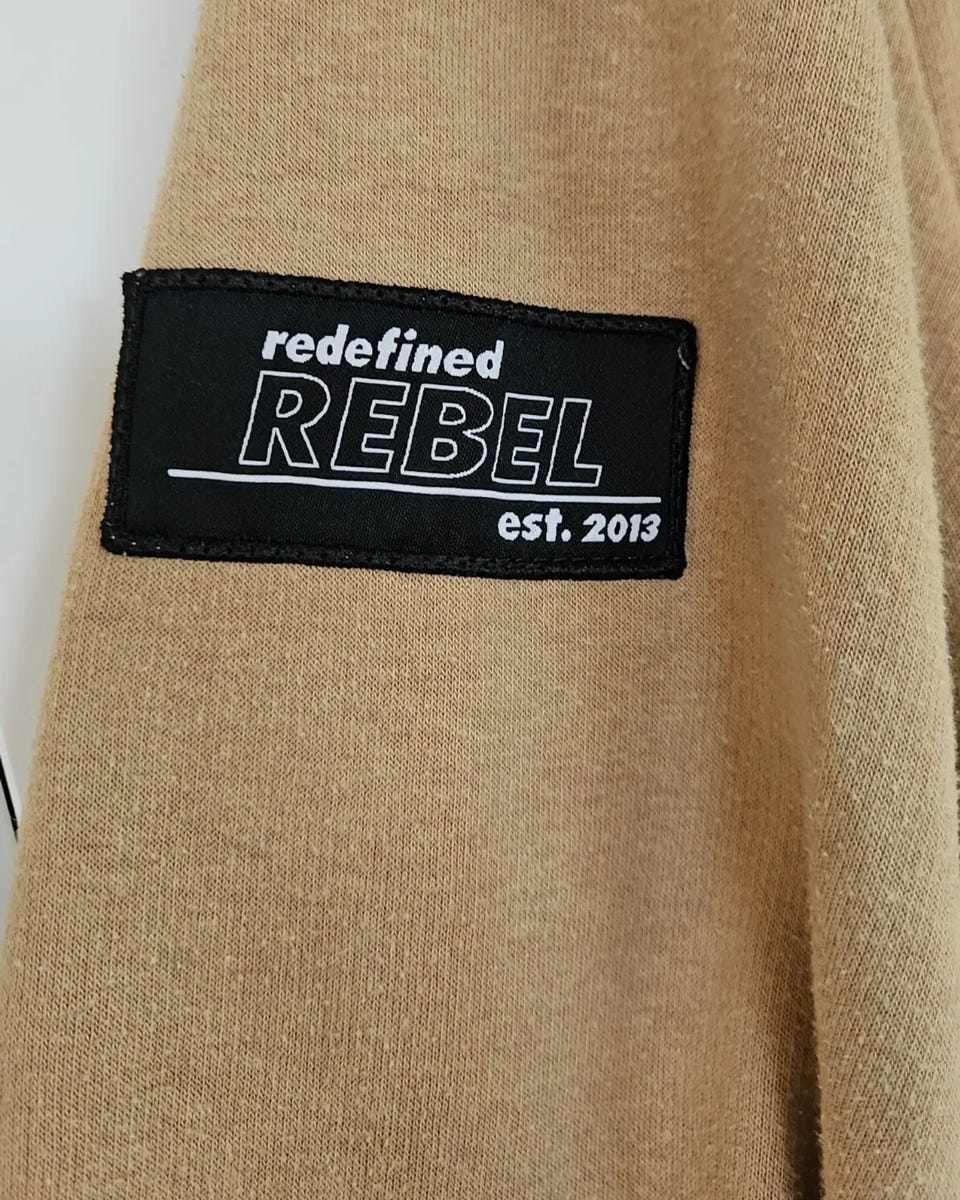 redefined
REBEL
est. 2013